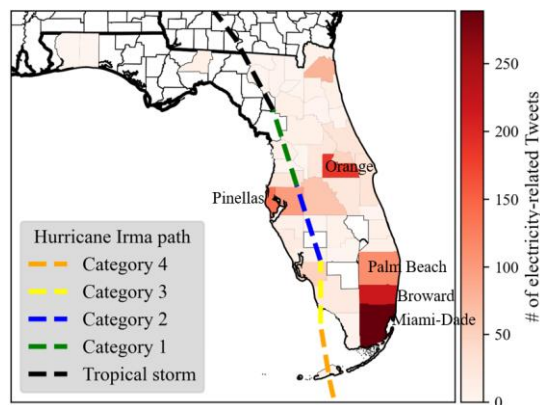 Orange
Pinellas
Palm Beach
Broward
Miami-Dade
Hurricane Irma path
Category 4
Category 3
Category 2
Category 1
Tropical storm
250
200
150
100
50
0
# of electricity-related Tweets